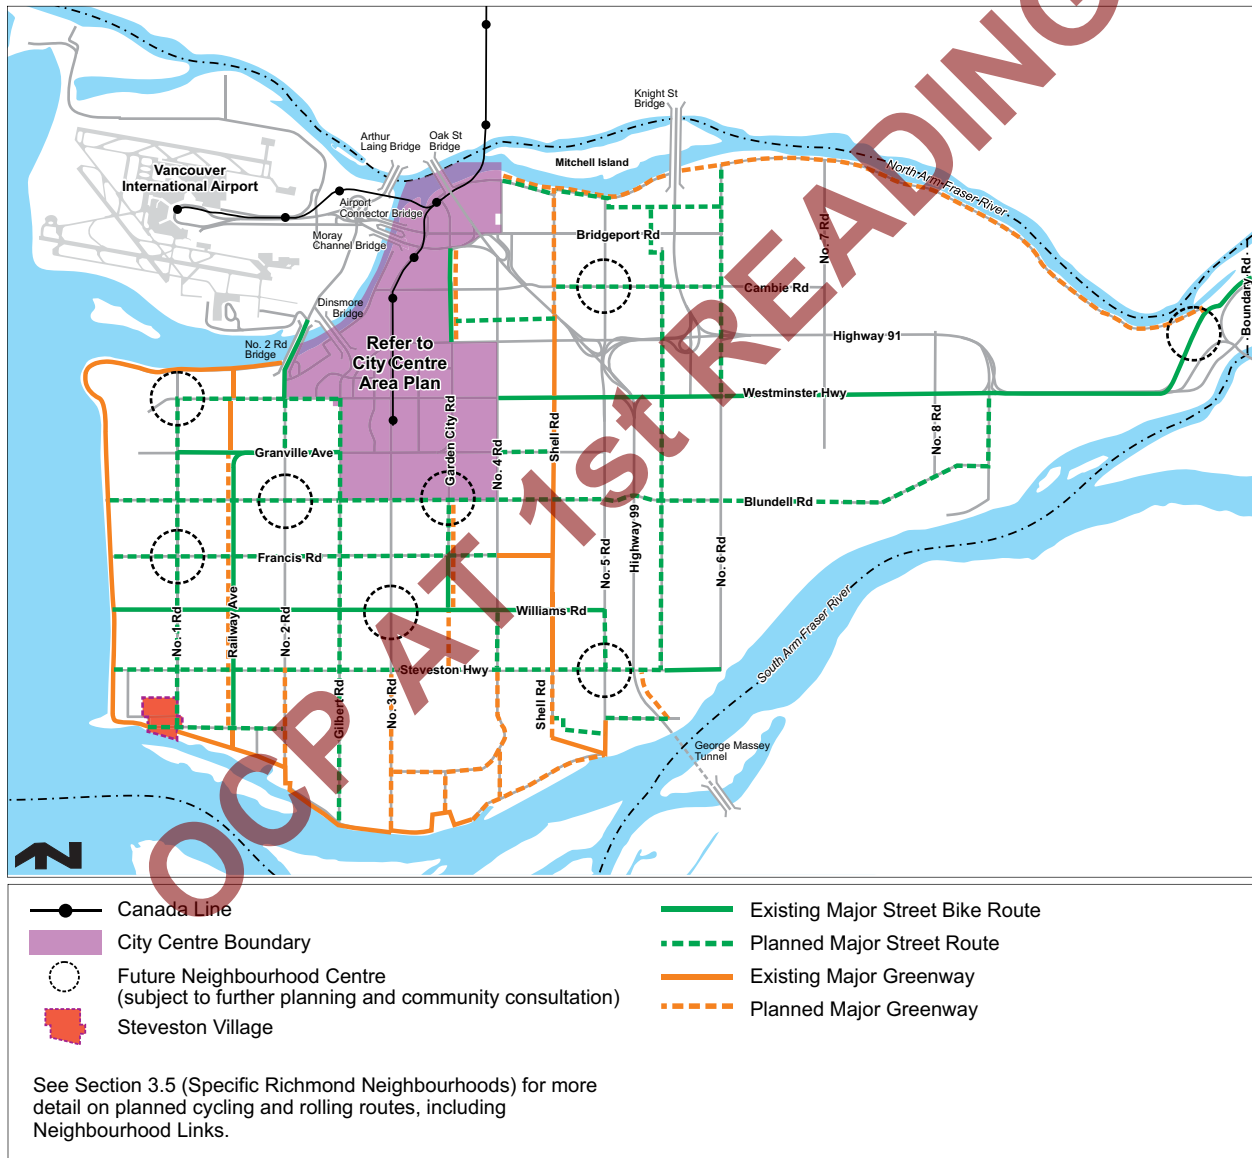 Knight St
Bridge
Arthur
Laing Bridge
Oak St
Bridge
Mitchell Island
Vancouver
International Airport
North Arm Fraser River
Airport
Connector Bridge
No. 7 Rd
Moray
Channel Bridge
Bridgeport Rd
Boundary Rd
Cambie Rd
Dinsmore
Bridge
Highway 91
No. 2 Rd
Bridge
Refer to
City Centre
Area Plan
Westminster Hwy
Garden City Rd
No. 4 Rd
Shell Rd
No. 8 Rd
Granville Ave
Blundell Rd
Highway 99
Francis Rd
No. 5 Rd
No. 6 Rd
No. 1 Rd
Railway Ave
No. 2 Rd
Williams Rd
South Arm Fraser River
Steveston Hwy
Gilbert Rd
No. 3 Rd
Shell Rd
George Massey
Tunnel
OCP AT 1st READING
N
Canada Line
City Centre Boundary
Future Neighbourhood Centre
(subject to further planning and community consultation)
Steveston Village
Existing Major Street Bike Route
Planned Major Street Route
Existing Major Greenway
Planned Major Greenway
See Section 3.5 (Specific Richmond Neighbourhoods) for more
detail on planned cycling and rolling routes, including
Neighbourhood Links.